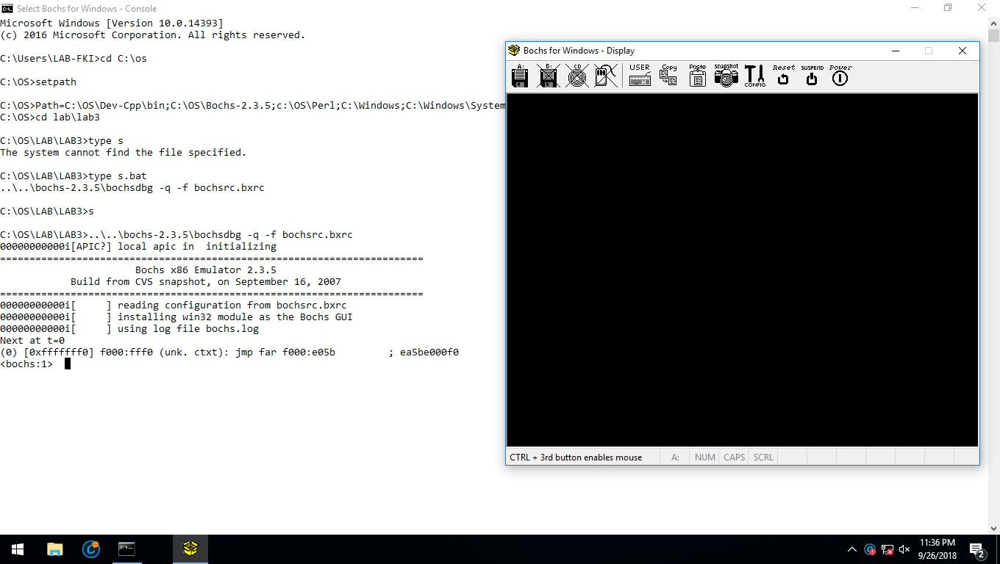 Select Bochs for Windows - Console
Microsoft Windows [Version 10.0.14393]
(c) 2016 Microsoft Corporation. All rights reserved.
C:\Users\LAB-FKI>cd C:\os
C:\OS>setpath
C:\OS>Path=C:\OS\Dev-Cpp\bin;C:\OS\Bochs-2.3.5;c:\OS\Perl;C:\Windows;C:\Windows\System
C:\OS>cd lab\lab3
C:\OS\LAB\LAB3>type s
The system cannot find the file specified.
C:\OS\LAB\LAB3>type s.bat
..\..\bochs-2.3.5\bochsdbg -q -f bochsrc.bxrc
C:\OS\LAB\LAB3>s
C:\OS\LAB\LAB3>..\..\bochs-2.3.5\bochsdbg -q -f bochsrc.bxrc
00000000000i[APIC?] local apic in  initializing
========================================================================
Bochs x86 Emulator 2.3.5
Build from CVS snapshot, on September 16, 2007
========================================================================
00000000000i[     ] reading configuration from bochsrc.bxrc
00000000000i[     ] installing win32 module as the Bochs GUI
00000000000i[     ] using log file bochs.log
Next at t=0
(0) [0xfffffff0] f000:fff0 (unk. ctxt): jmp far f000:e05b         ; ea5be000f0
<bochs:1>
Bochs for Windows - Display
A: B: CD USER Copy Paste snapshot CONFIG Reset SUSPEND Power
CTRL + 3rd button enables mouse A: NUM CAPS SCRL
11:36 PM
9/26/2018
2